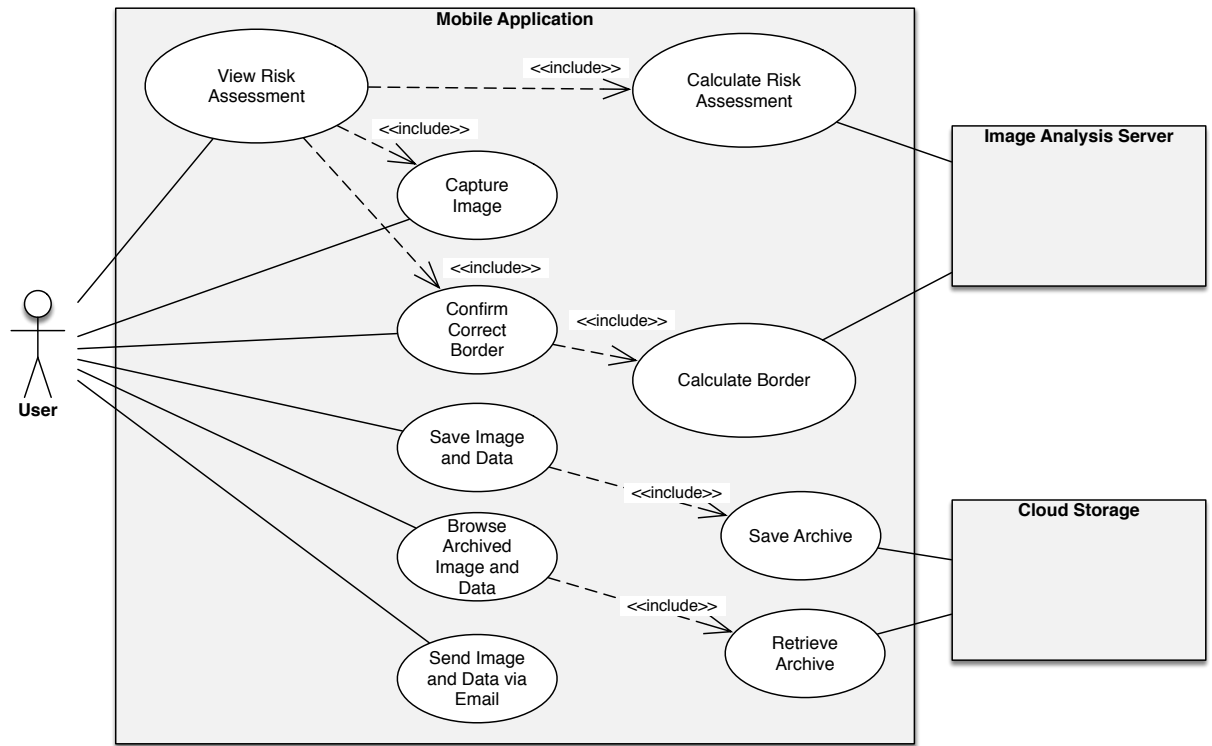 Mobile Application
View Risk
Assessment
<<include>>
Calculate Risk
Assessment
<<include>>
Image Analysis Server
Capture
Image
<<include>>
Confirm
Correct
Border
<<include>>
Calculate Border
User
Save Image
and Data
<<include>>
Cloud Storage
Save Archive
Browse
Archived
Image and
Data
<<include>>
Retrieve
Archive
Send Image
and Data via
Email